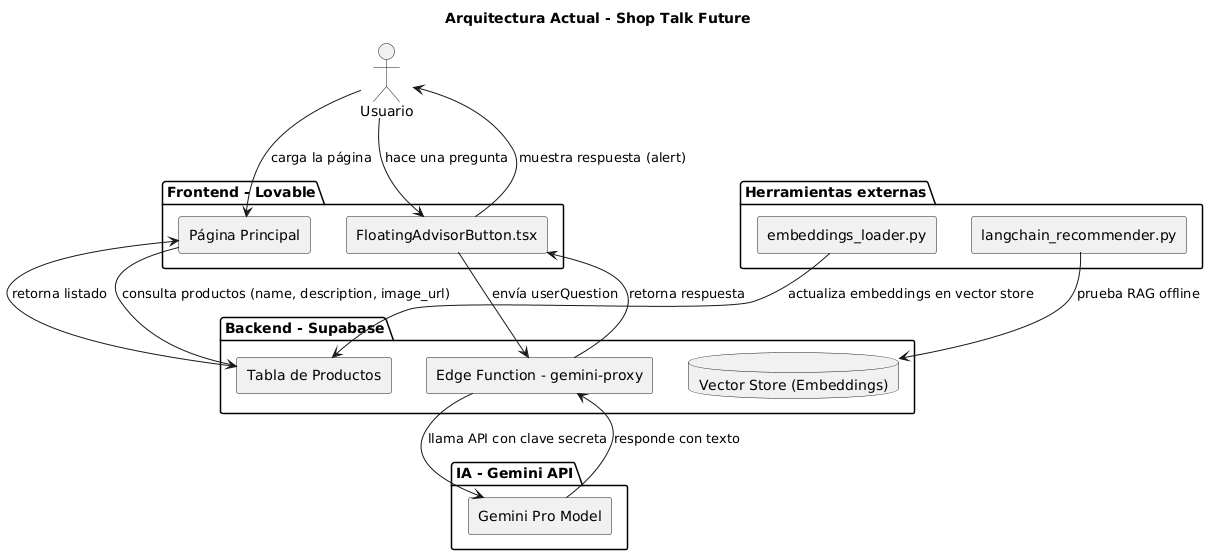 Arquitectura Actual - Shop Talk Future
Usuario
carga la página
hace una pregunta
muestra respuesta (alert)
Frontend - Lovable
Página Principal
FloatingAdvisorButton.tsx
Herramientas externas
embeddings_loader.py
langchain_recommender.py
retorna listado
consulta productos (name, description, image_url)
envía userQuestion
retorna respuesta
actualiza embeddings en vector store
prueba RAG offline
Backend - Supabase
Tabla de Productos
Edge Function - gemini-proxy
Vector Store (Embeddings)
llama API con clave secreta
responde con texto
IA - Gemini API
Gemini Pro Model